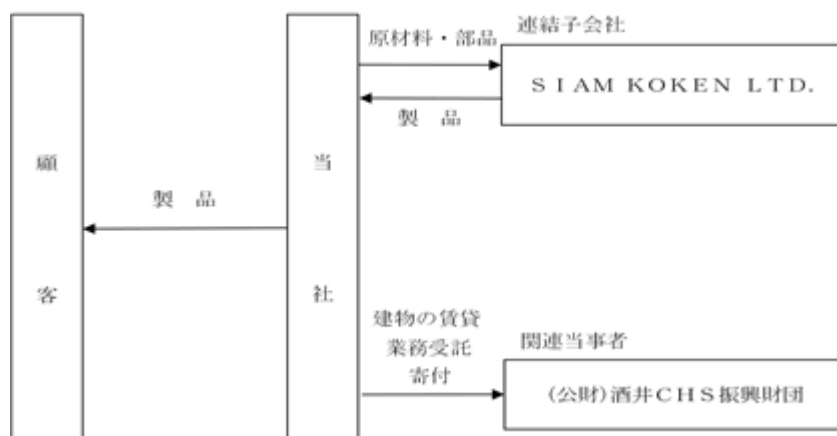 連結子会社
原材料・部品
ＳＩＡＭ ＫＯＫＥＮ ＬＴＤ.
製　品
顧客
製　品
当社
建物の賃貸
業務受託
寄付
関連当事者
(公財)酒井ＣＨＳ振興財団